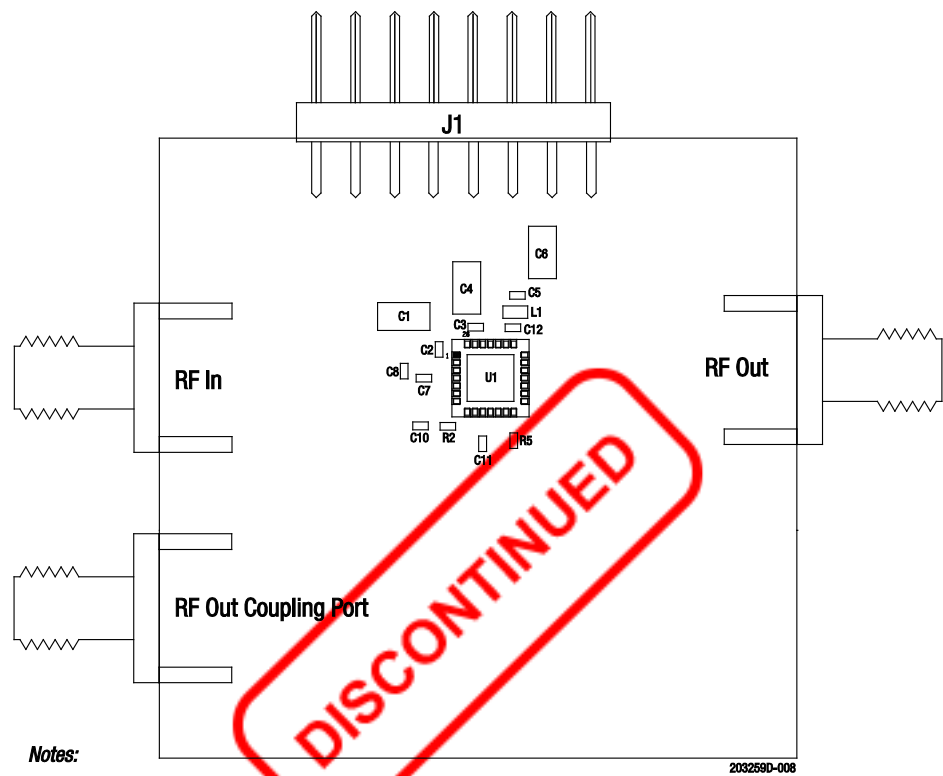 J1
C6
C4
C5
C1
L1
C3
C12
28
C2
1
RF In
C8
C7
U1
RF Out
C10
R2
C11
R5
RF Out Coupling Port
DISCONTINUED
Notes:
203259D-008